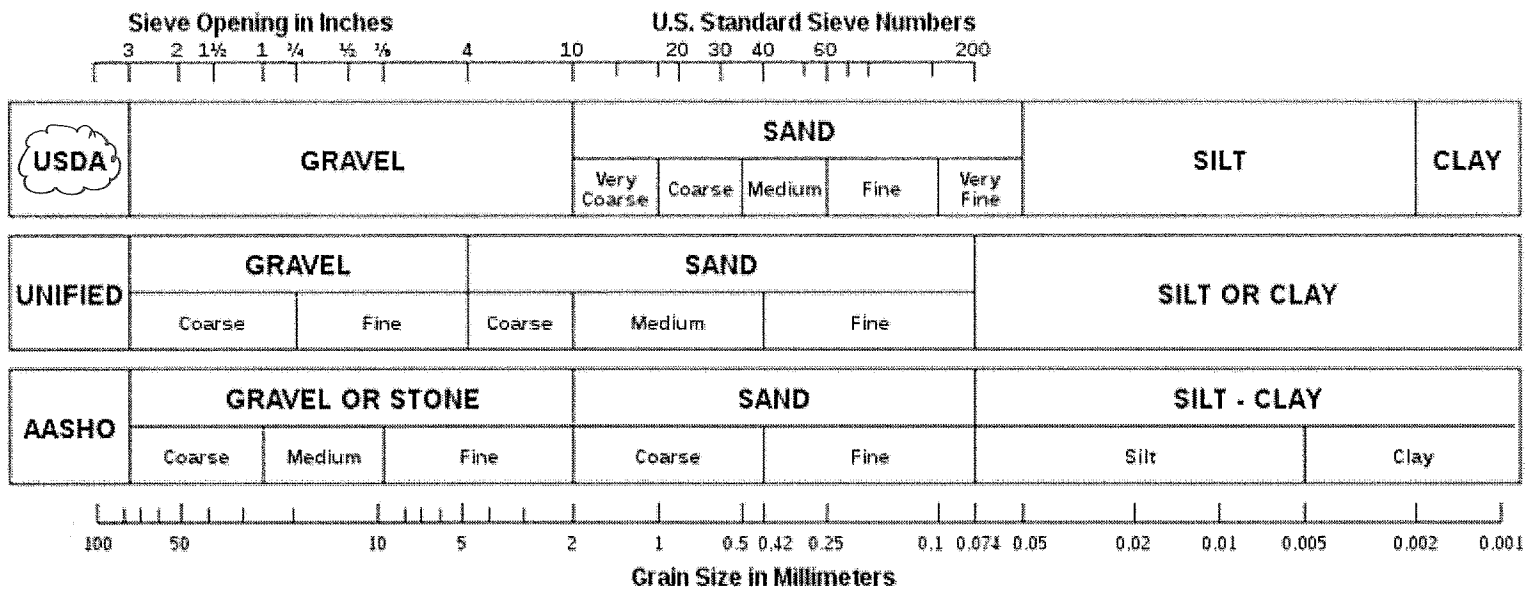 Sieve Opening in Inches U.S. Standard Sieve Numbers
3 2 1½ 1 ¾ ½ ⅜ 4 10 20 30 40 60 200
USDA GRAVEL SAND SILT CLAY
Very Coarse Coarse Medium Fine Very Fine
UNIFIED GRAVEL SAND SILT OR CLAY
Coarse Fine Coarse Medium Fine
AASHO GRAVEL OR STONE SAND SILT - CLAY
Coarse Medium Fine Coarse Fine Silt Clay
100 50 10 5 2 1 0.5 0.42 0.25 0.1 0.074 0.05 0.02 0.01 0.005 0.002 0.001
Grain Size in Millimeters